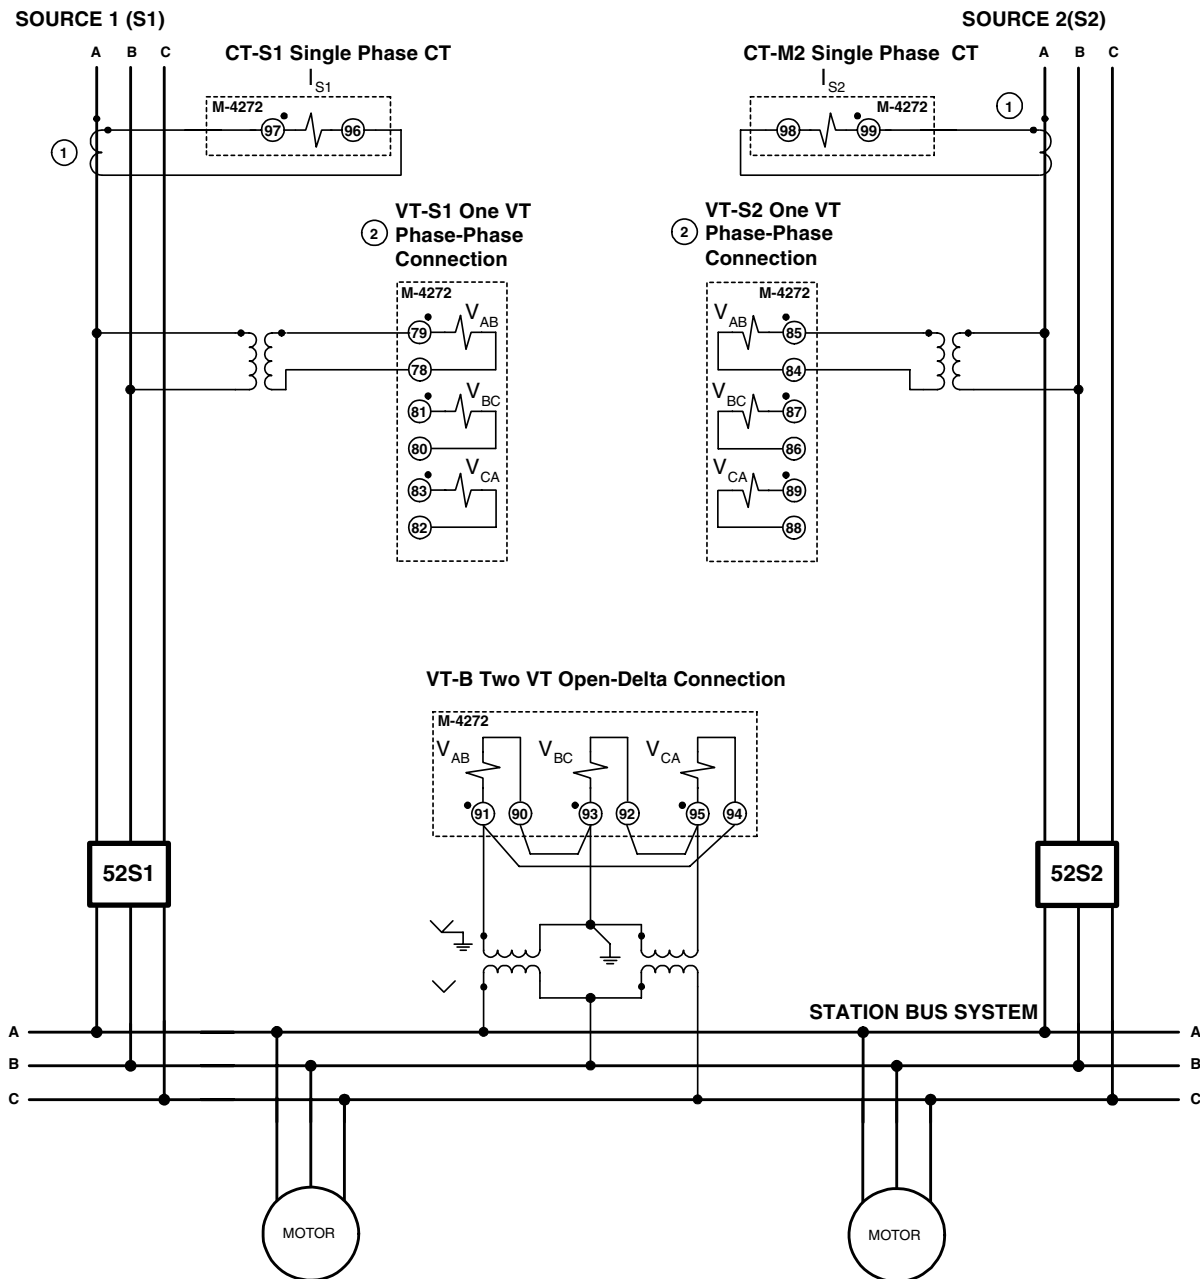 SOURCE 1 (S1)
SOURCE 2(S2)
A B C
A B C
CT-S1 Single Phase CT
CT-M2 Single Phase CT
I S1
I S2
M-4272
M-4272
1
97
96
98
99
1
VT-S1 One VT
Phase-Phase
Connection
2
VT-S2 One VT
Phase-Phase
Connection
2
M-4272
79
V AB
78
81
V BC
80
83
V CA
82
M-4272
V AB
85
84
V BC
87
86
V CA
89
88
VT-B Two VT Open-Delta Connection
M-4272
V AB
V BC
V CA
91
90
93
92
95
94
52S1
52S2
STATION BUS SYSTEM
A
A
B
B
C
C
MOTOR
MOTOR